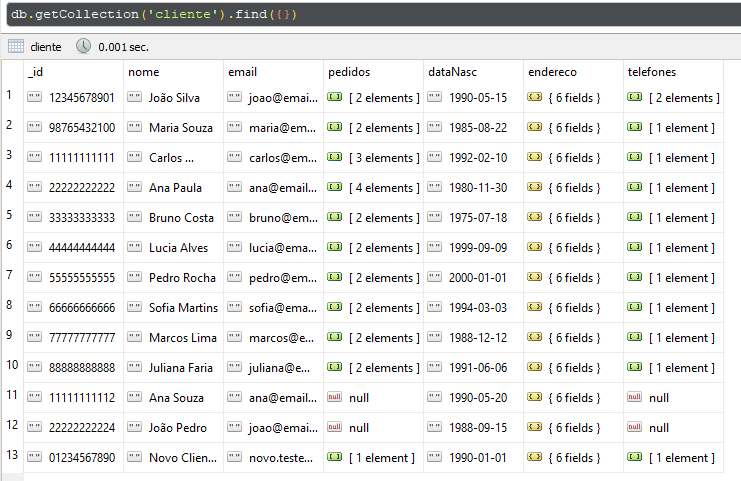 db.getCollection('cliente').find({})
cliente 0.001 sec.
_id nome email pedidos dataNasc endereco telefones
1 "" 12345678901 "" João Silva "" joao@emai... [ 2 elements ] "" 1990-05-15 { 6 fields } [ 2 elements ]
2 "" 98765432100 "" Maria Souza "" maria@em... [ 2 elements ] "" 1985-08-22 { 6 fields } [ 1 element ]
3 "" 11111111111 "" Carlos ... "" carlos@em... [ 3 elements ] "" 1992-02-10 { 6 fields } [ 1 element ]
4 "" 22222222222 "" Ana Paula "" ana@email... [ 4 elements ] "" 1980-11-30 { 6 fields } [ 1 element ]
5 "" 33333333333 "" Bruno Costa "" bruno@em... [ 2 elements ] "" 1975-07-18 { 6 fields } [ 1 element ]
6 "" 44444444444 "" Lucia Alves "" lucia@ema... [ 2 elements ] "" 1999-09-09 { 6 fields } [ 1 element ]
7 "" 55555555555 "" Pedro Rocha "" pedro@em... [ 2 elements ] "" 2000-01-01 { 6 fields } [ 1 element ]
8 "" 66666666666 "" Sofia Martins "" sofia@ema... [ 2 elements ] "" 1994-03-03 { 6 fields } [ 1 element ]
9 "" 77777777777 "" Marcos Lima "" marcos@e... [ 2 elements ] "" 1988-12-12 { 6 fields } [ 1 element ]
10 "" 88888888888 "" Juliana Faria "" juliana@e... [ 2 elements ] "" 1991-06-06 { 6 fields } [ 1 element ]
11 "" 11111111112 "" Ana Souza "" ana@email... null null "" 1990-05-20 { 6 fields } null null
12 "" 22222222224 "" João Pedro "" joao@emai... null null "" 1988-09-15 { 6 fields } null null
13 "" 01234567890 "" Novo Clien... "" novo.teste... [ 1 element ] "" 1990-01-01 { 6 fields } [ 1 element ]